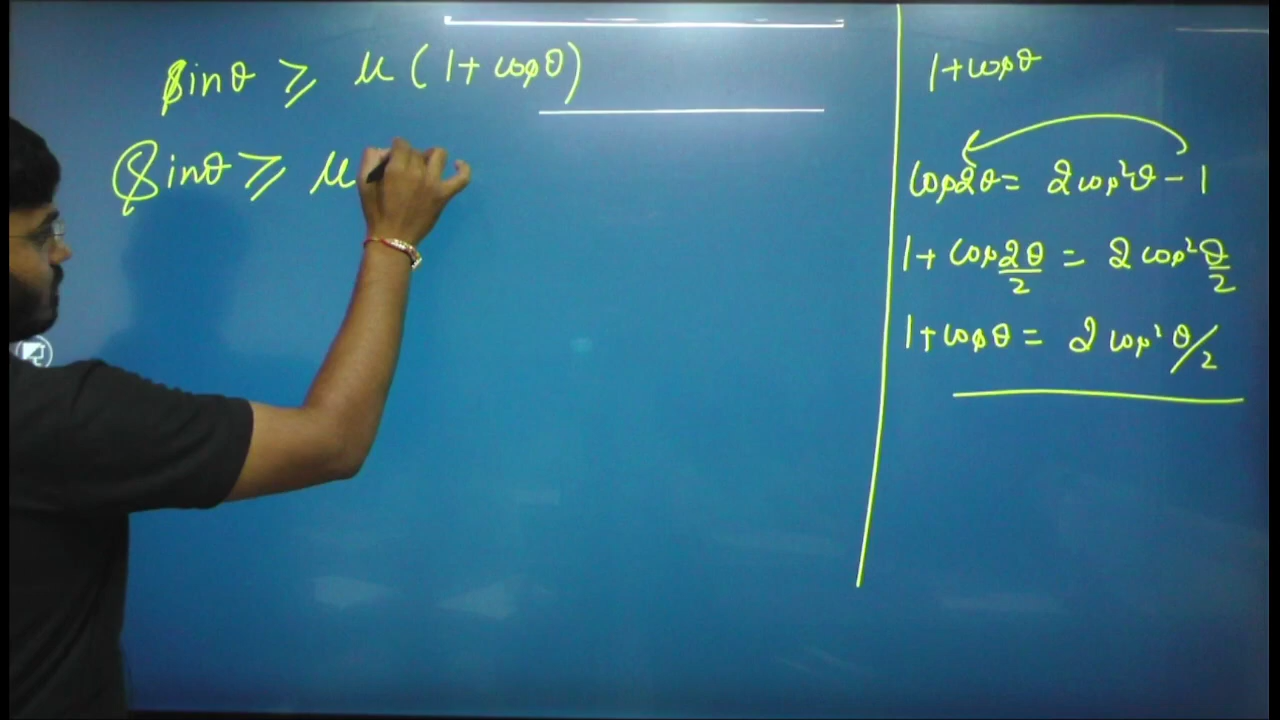 sinθ ≥ μ(1+cosθ)
sinθ ≥ μ
1+cosθ
cos2θ = 2cos²θ - 1
1+cos2θ/2 = 2cos²θ/2
1+cosθ = 2cos²θ/2